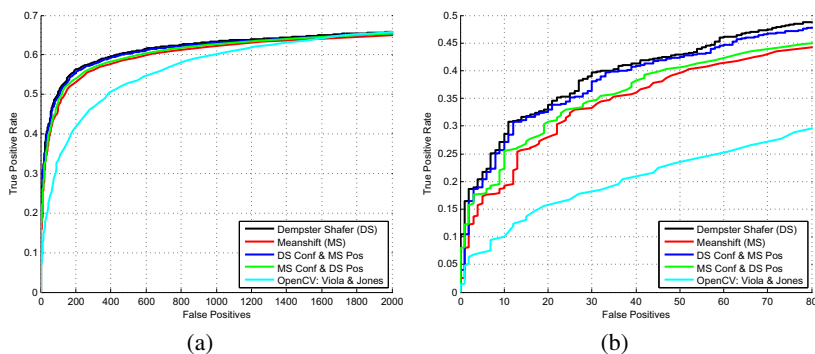 0.7
0.6
0.5
0.4
0.3
0.2
0.1
0
True Positive Rate
0 200 400 600 800 1000 1200 1400 1600 1800 2000
False Positives
Dempster Shafer (DS)
Meanshift (MS)
DS Conf & MS Pos
MS Conf & DS Pos
OpenCV: Viola & Jones
(a)
0.5
0.45
0.4
0.35
0.3
0.25
0.2
0.15
0.1
0.05
0
True Positive Rate
0 10 20 30 40 50 60 70 80
False Positives
Dempster Shafer (DS)
Meanshift (MS)
DS Conf & MS Pos
MS Conf & DS Pos
OpenCV: Viola & Jones
(b)